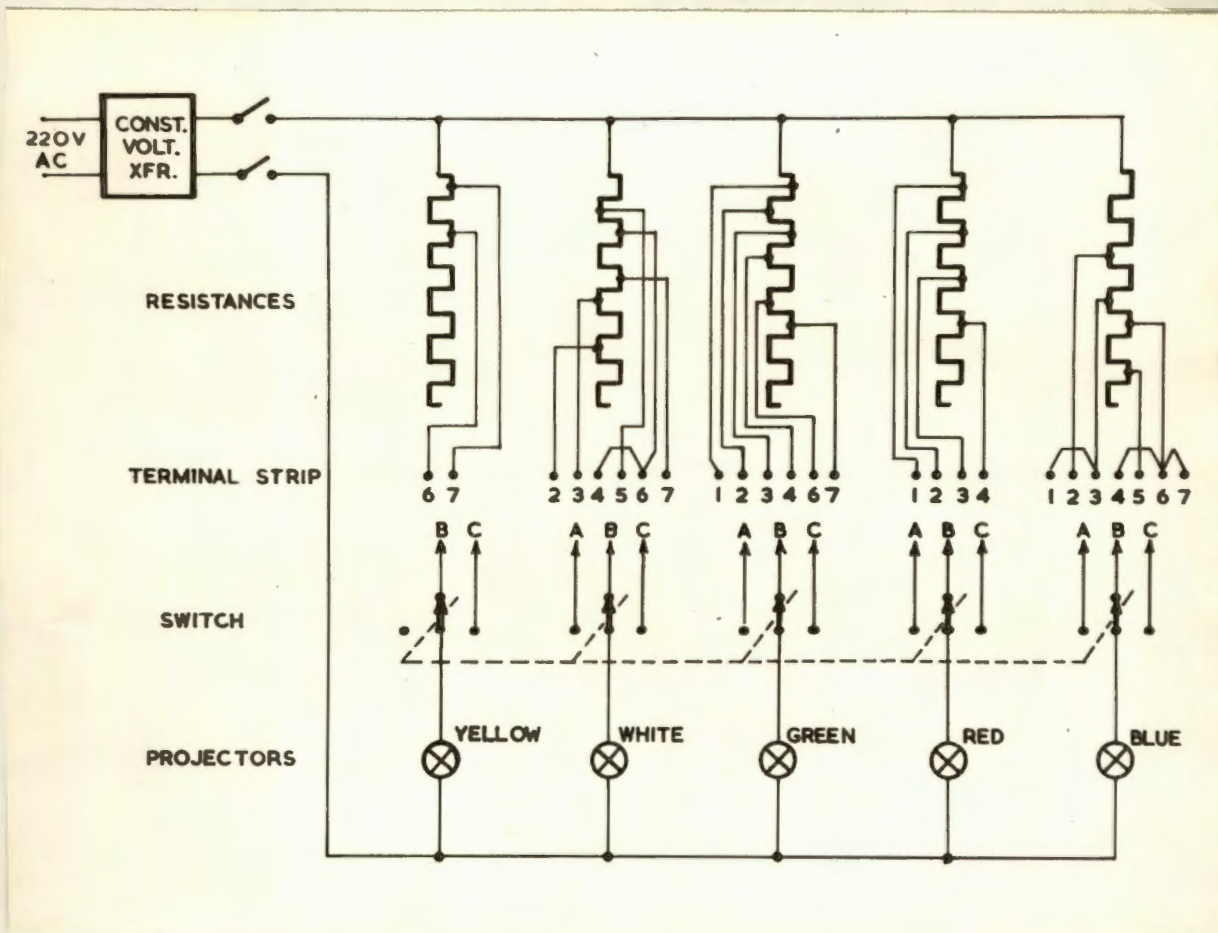 220V
AC
CONST.
VOLT.
XFR.
RESISTANCES
TERMINAL STRIP
6 7
2 3 4 5 6 7
1 2 3 4 6 7
1 2 3 4
1 2 3 4 5 6 7
B C
A B C
A B C
A B C
A B C
SWITCH
PROJECTORS
YELLOW
WHITE
GREEN
RED
BLUE